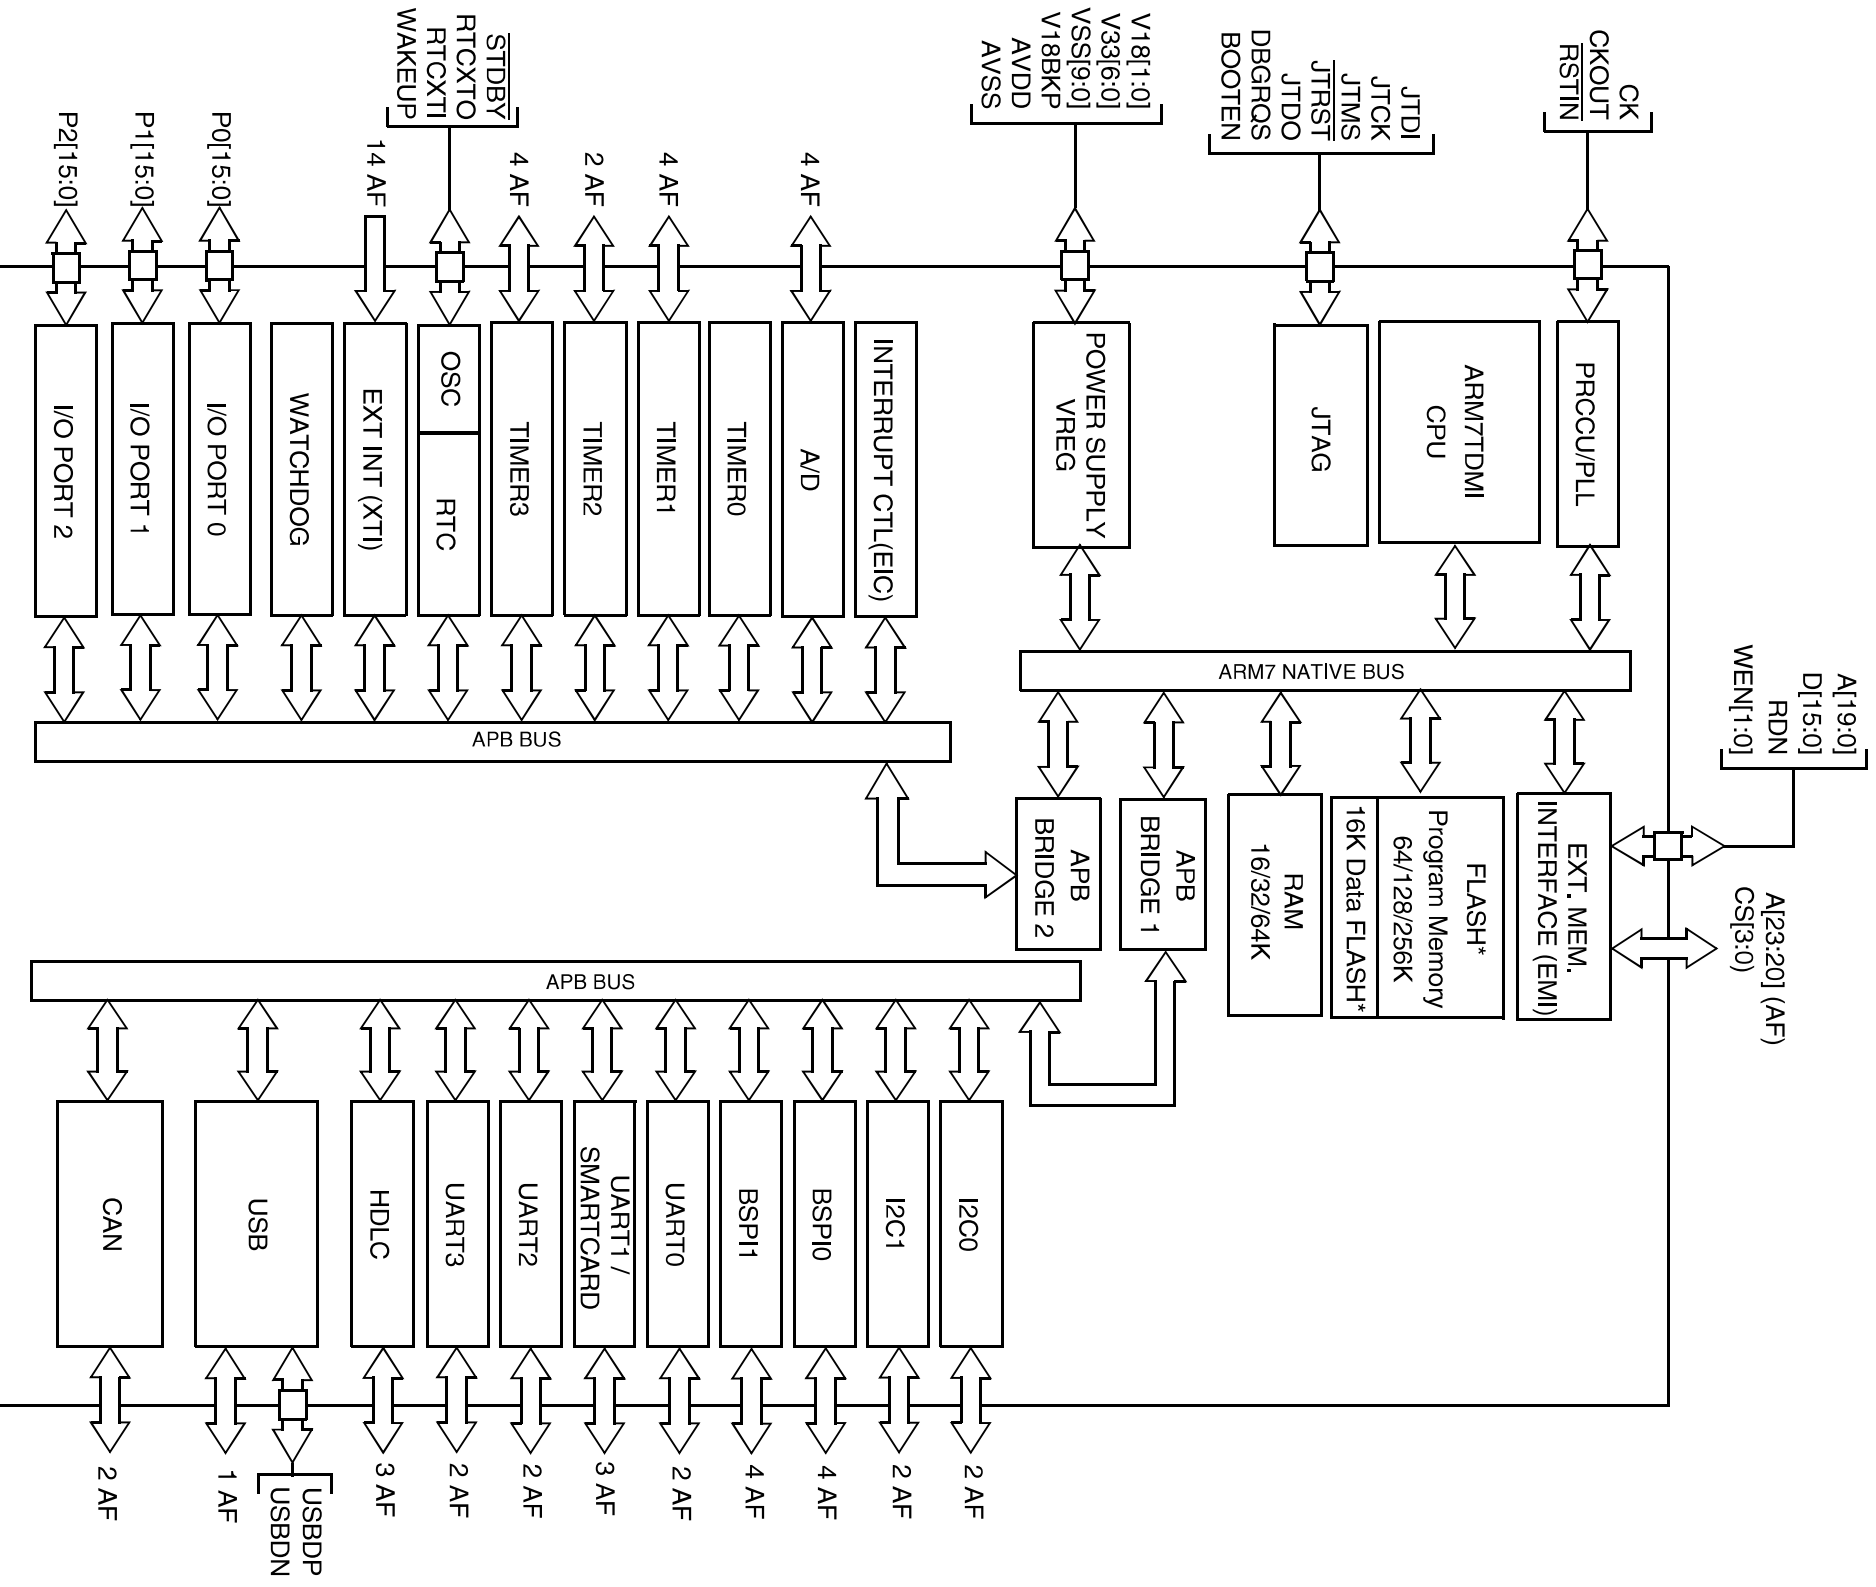 CK
CKOUT
RSTIN
JTDI
JTCK
JTMS
JTRST
JTDO
DBGRQS
BOOTEN
V18[1:0]
V33[6:0]
VSS[9:0]
V18BKP
AVDD
AVSS
4 AF
4 AF
2 AF
4 AF
STDBY
RTCXTO
RTCXTI
WAKEUP
14 AF
P0[15:0]
P1[15:0]
P2[15:0]
PRCCU/PLL
ARM7TDMI
CPU
JTAG
POWER SUPPLY
VREG
INTERRUPT CTL(EIC)
A/D
TIMER0
TIMER1
TIMER2
TIMER3
OSC
RTC
EXT INT (XTI)
WATCHDOG
I/O PORT 0
I/O PORT 1
I/O PORT 2
ARM7 NATIVE BUS
APB BUS
A[19:0]
D[15:0]
RDN
WEN[1:0]
A[23:20] (AF)
CS[3:0)
EXT. MEM.
INTERFACE (EMI)
FLASH*
Program Memory
64/128/256K
16K Data FLASH*
RAM
16/32/64K
APB
BRIDGE 1
APB
BRIDGE 2
APB BUS
I2C0
I2C1
BSPI0
BSPI1
UART0
UART1 /
SMARTCARD
UART2
UART3
HDLC
USB
CAN
2 AF
2 AF
4 AF
4 AF
2 AF
3 AF
2 AF
2 AF
3 AF
USBDP
USBDN
1 AF
2 AF